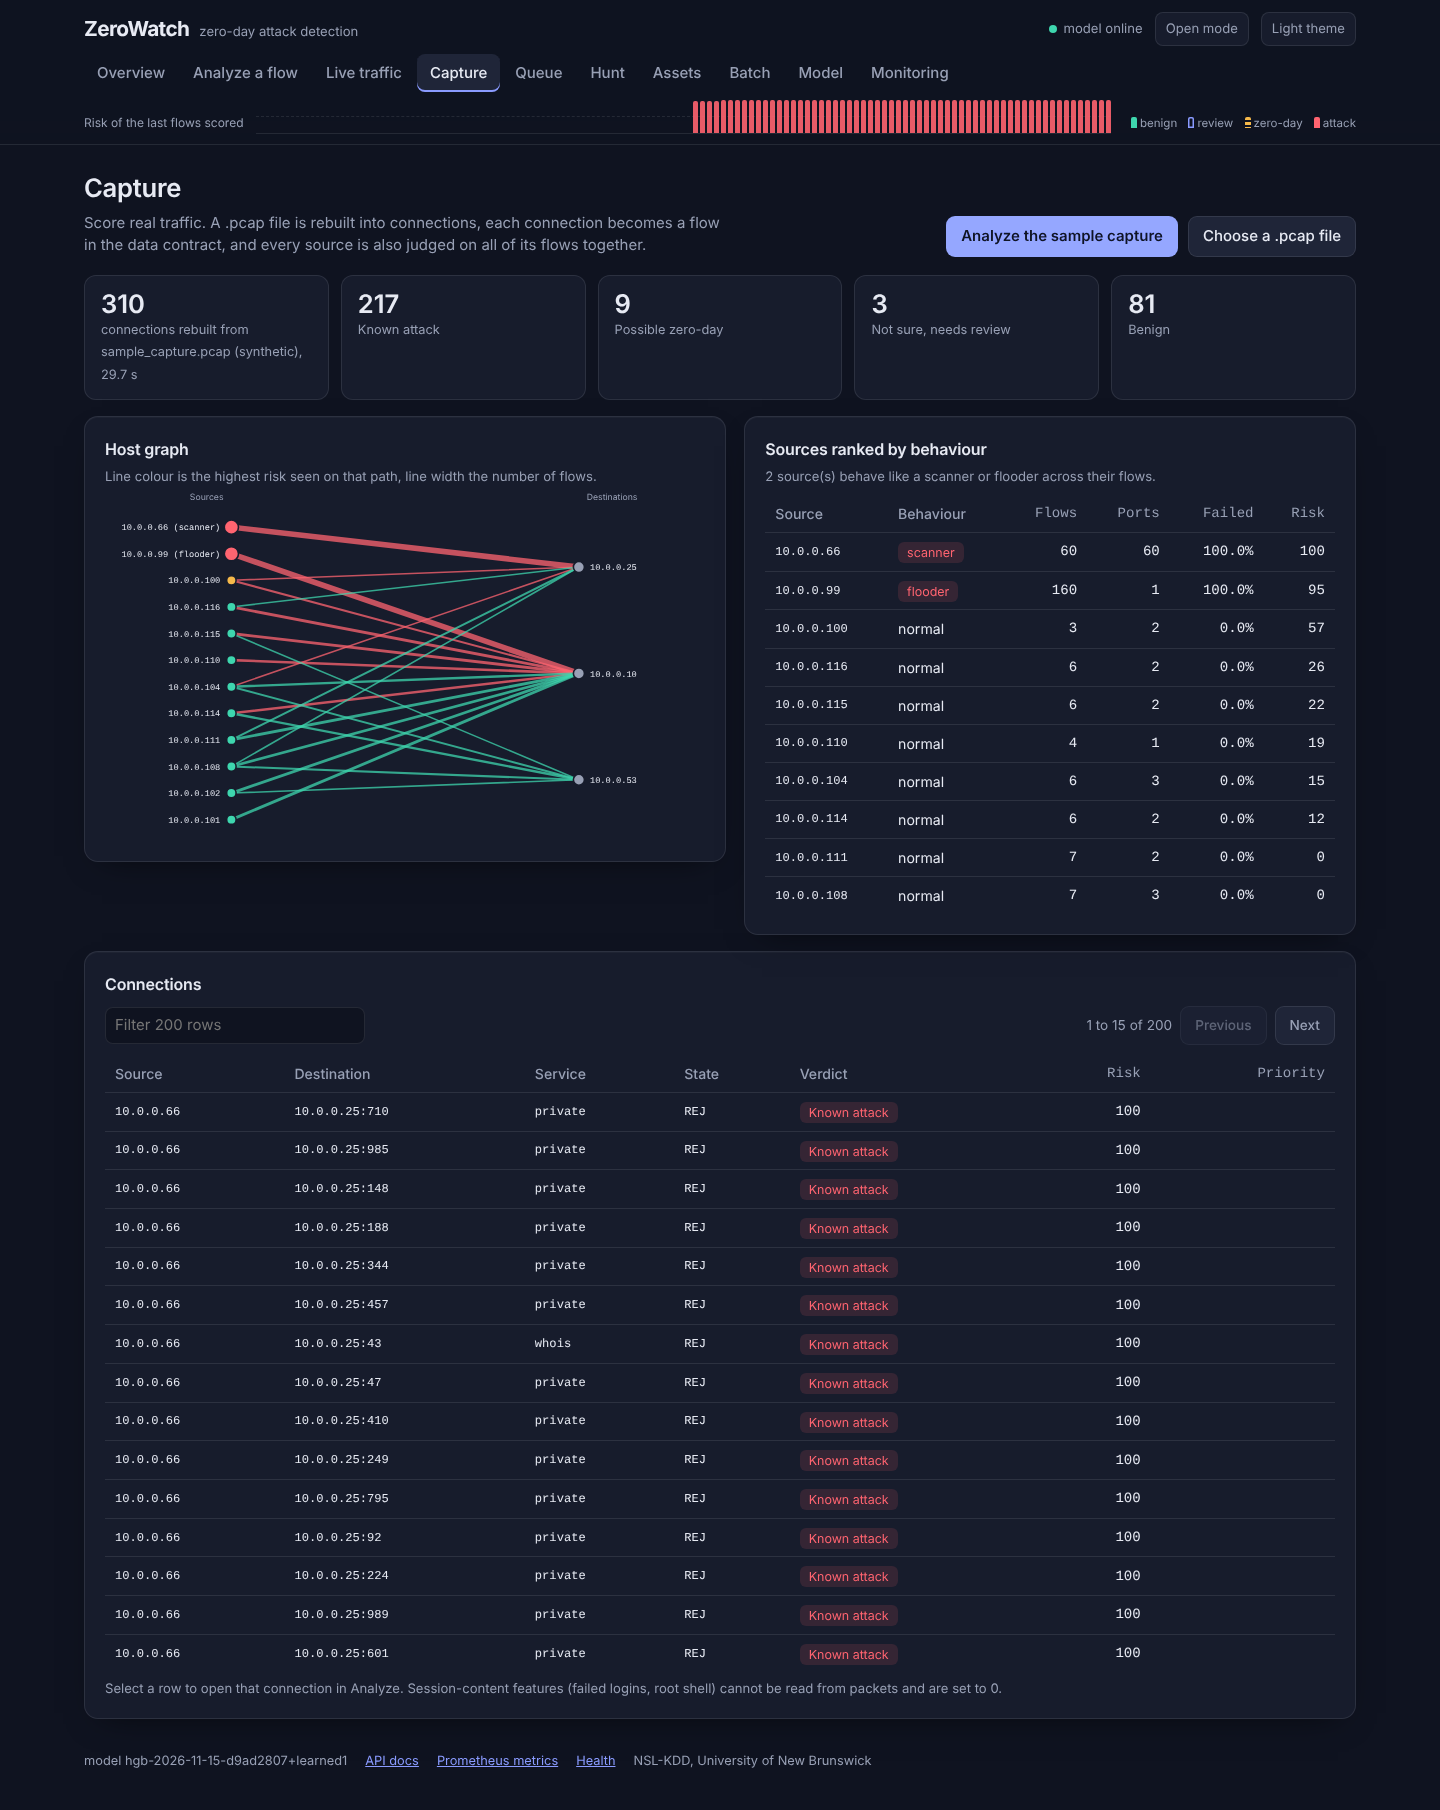 ZeroWatch zero-day attack detection
model online
Open mode
Light theme
Overview Analyze a flow Live traffic Capture Queue Hunt Assets Batch Model Monitoring
Risk of the last flows scored
benign review zero-day attack
Capture
Score real traffic. A .pcap file is rebuilt into connections, each connection becomes a flow
in the data contract, and every source is also judged on all of its flows together.
Analyze the sample capture
Choose a .pcap file
310
connections rebuilt from
sample_capture.pcap (synthetic),
29.7 s
217
Known attack
9
Possible zero-day
3
Not sure, needs review
81
Benign
Host graph
Line colour is the highest risk seen on that path, line width the number of flows.
Sources
Destinations
10.0.0.66 (scanner)
10.0.0.99 (flooder)
10.0.0.100
10.0.0.116
10.0.0.115
10.0.0.110
10.0.0.104
10.0.0.114
10.0.0.111
10.0.0.108
10.0.0.102
10.0.0.101
10.0.0.25
10.0.0.10
10.0.0.53
Sources ranked by behaviour
2 source(s) behave like a scanner or flooder across their flows.
Source Behaviour Flows Ports Failed Risk
10.0.0.66 scanner 60 60 100.0% 100
10.0.0.99 flooder 160 1 100.0% 95
10.0.0.100 normal 3 2 0.0% 57
10.0.0.116 normal 6 2 0.0% 26
10.0.0.115 normal 6 2 0.0% 22
10.0.0.110 normal 4 1 0.0% 19
10.0.0.104 normal 6 3 0.0% 15
10.0.0.114 normal 6 2 0.0% 12
10.0.0.111 normal 7 2 0.0% 0
10.0.0.108 normal 7 3 0.0% 0
Connections
Filter 200 rows
1 to 15 of 200
Previous
Next
Source Destination Service State Verdict Risk Priority
10.0.0.66 10.0.0.25:710 private REJ Known attack 100
10.0.0.66 10.0.0.25:985 private REJ Known attack 100
10.0.0.66 10.0.0.25:148 private REJ Known attack 100
10.0.0.66 10.0.0.25:188 private REJ Known attack 100
10.0.0.66 10.0.0.25:344 private REJ Known attack 100
10.0.0.66 10.0.0.25:457 private REJ Known attack 100
10.0.0.66 10.0.0.25:43 whois REJ Known attack 100
10.0.0.66 10.0.0.25:47 private REJ Known attack 100
10.0.0.66 10.0.0.25:410 private REJ Known attack 100
10.0.0.66 10.0.0.25:249 private REJ Known attack 100
10.0.0.66 10.0.0.25:795 private REJ Known attack 100
10.0.0.66 10.0.0.25:92 private REJ Known attack 100
10.0.0.66 10.0.0.25:224 private REJ Known attack 100
10.0.0.66 10.0.0.25:989 private REJ Known attack 100
10.0.0.66 10.0.0.25:601 private REJ Known attack 100
Select a row to open that connection in Analyze. Session-content features (failed logins, root shell) cannot be read from packets and are set to 0.
model hgb-2026-11-15-d9ad2807+learned1 API docs Prometheus metrics Health NSL-KDD, University of New Brunswick